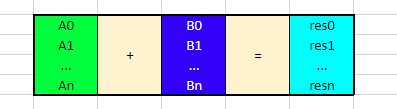 A0 B0 res0
A1 B1 res1
+ =
... ... ...
An Bn resn